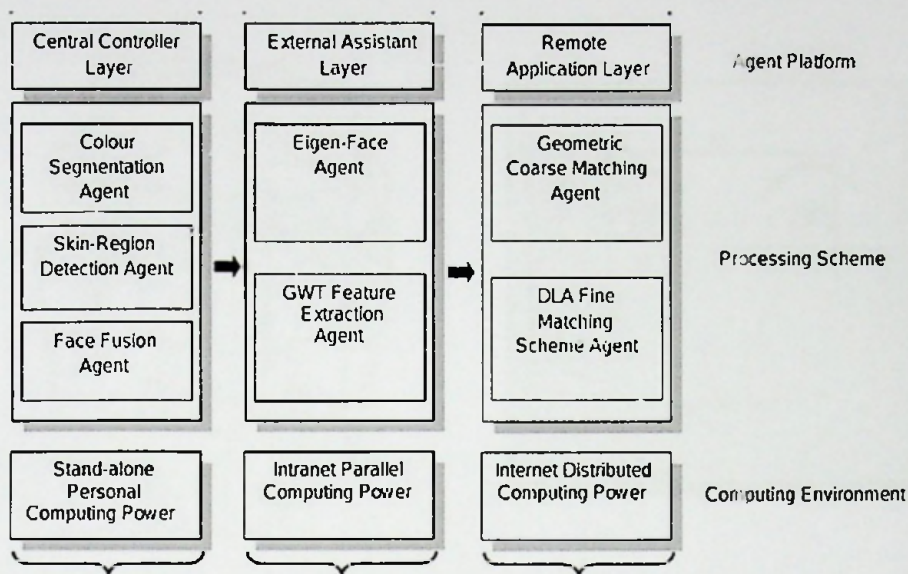 Central Controller
Layer
External Assistant
Layer
Remote
Application Layer
Agent Platform
Colour
Segmentation
Agent
Skin-Region
Detection Agent
Face Fusion
Agent
Eigen-Face
Agent
GWT Feature
Extraction
Agent
Geometric
Coarse Matching
Agent
DLA Fine
Matching
Scheme Agent
Processing Scheme
Stand-alone
Personal
Computing Power
Intranet Parallel
Computing Power
Internet Distributed
Computing Power
Computing Environment